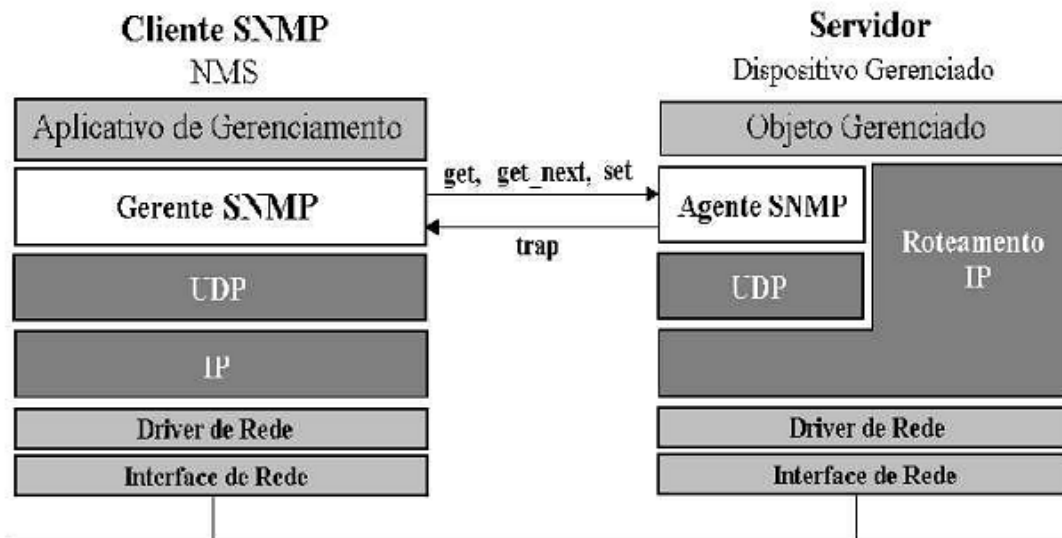 Cliente SNMP
NMS
Aplicativo de Gerenciamento
Gerente SNMP
UDP
IP
Driver de Rede
Interface de Rede
get, get_next, set
trap
Servidor
Dispositivo Gerenciado
Objeto Gerenciado
Agente SNMP
UDP
Roteamento
IP
Driver de Rede
Interface de Rede